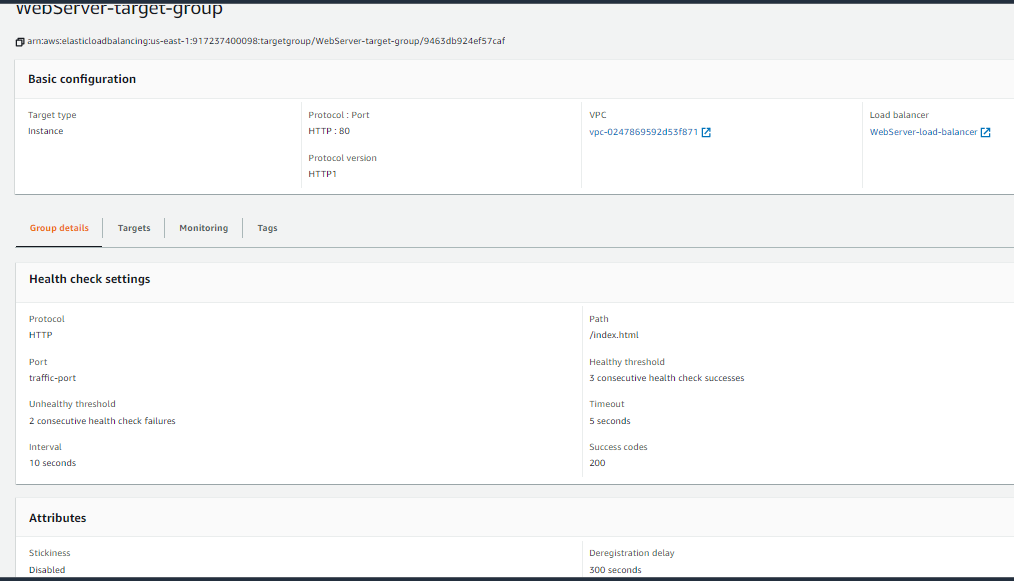 WebServer-target-group
arn:aws:elasticloadbalancing:us-east-1:917237400098:targetgroup/WebServer-target-group/9463db924ef57caf
Basic configuration
Target type
Instance
Protocol : Port
HTTP : 80
Protocol version
HTTP1
VPC
vpc-0247869592d53f871
Load balancer
WebServer-load-balancer
Group details
Targets
Monitoring
Tags
Health check settings
Protocol
HTTP
Path
/index.html
Port
traffic-port
Healthy threshold
3 consecutive health check successes
Unhealthy threshold
2 consecutive health check failures
Timeout
5 seconds
Interval
10 seconds
Success codes
200
Attributes
Stickiness
Disabled
Deregistration delay
300 seconds